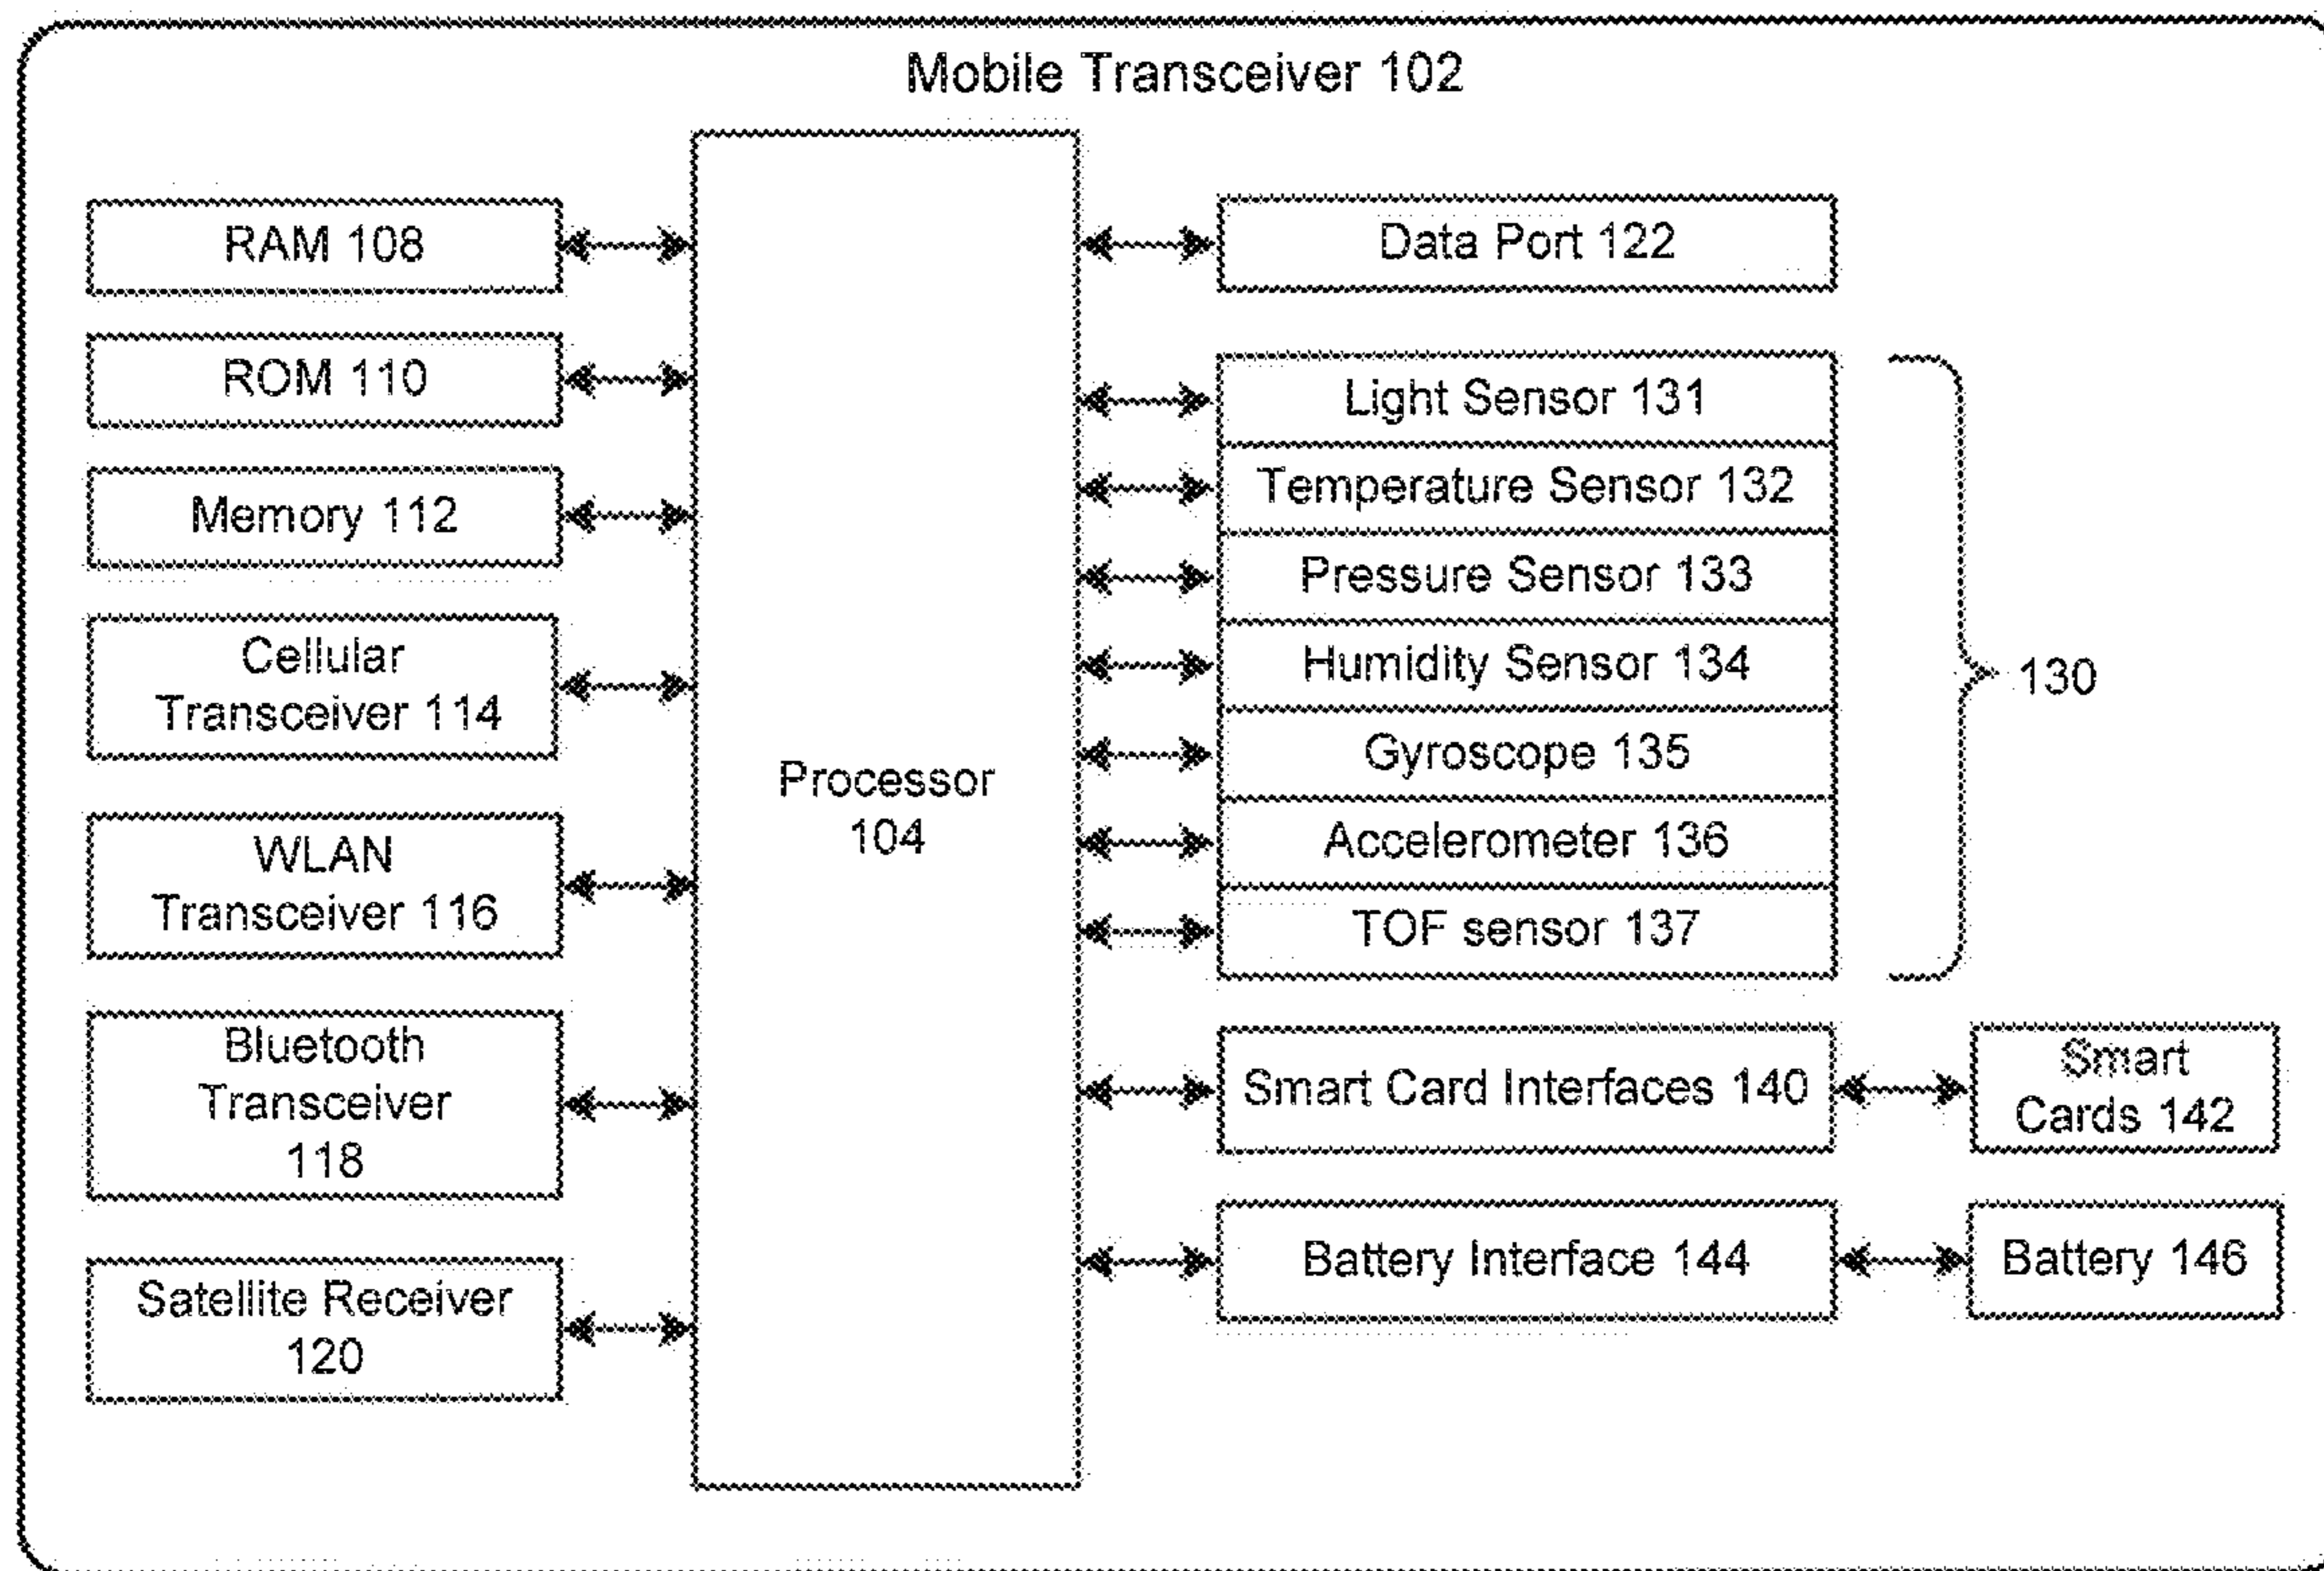 Mobile Transceiver 102
RAM 108
ROM 110
Memory 112
Cellular
Transceiver 114
WLAN
Transceiver 116
Bluetooth
Transceiver
118
Satellite Receiver
120
Processor
104
Data Port 122
Light Sensor 131
Temperature Sensor 132
Pressure Sensor 133
Humidity Sensor 134
Gyroscope 135
Accelerometer 136
TOF sensor 137
130
Smart Card Interfaces 140
Smart
Cards 142
Battery Interface 144
Battery 146